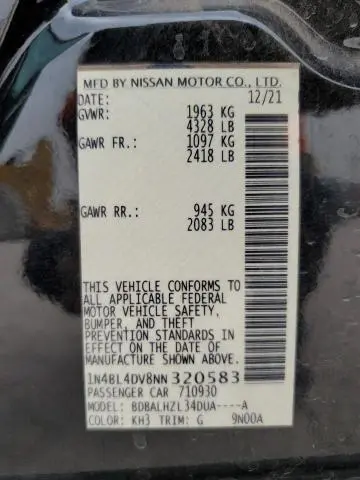 MFD BY NISSAN MOTOR CO., LTD.
DATE: 12/21
GVWR: 1963 KG
4328 LB
GAWR FR.: 1097 KG
2418 LB
GAWR RR.: 945 KG
2083 LB
THIS VEHICLE CONFORMS TO
ALL APPLICABLE FEDERAL
MOTOR VEHICLE SAFETY,
BUMPER, AND THEFT
PREVENTION STANDARDS IN
EFFECT ON THE DATE OF
MANUFACTURE SHOWN ABOVE.
1N4BL4DV8NN320583
PASSENGER CAR 710930
MODEL: BDBALHZL34DUA----A
COLOR: KH3 TRIM: G 9N00A